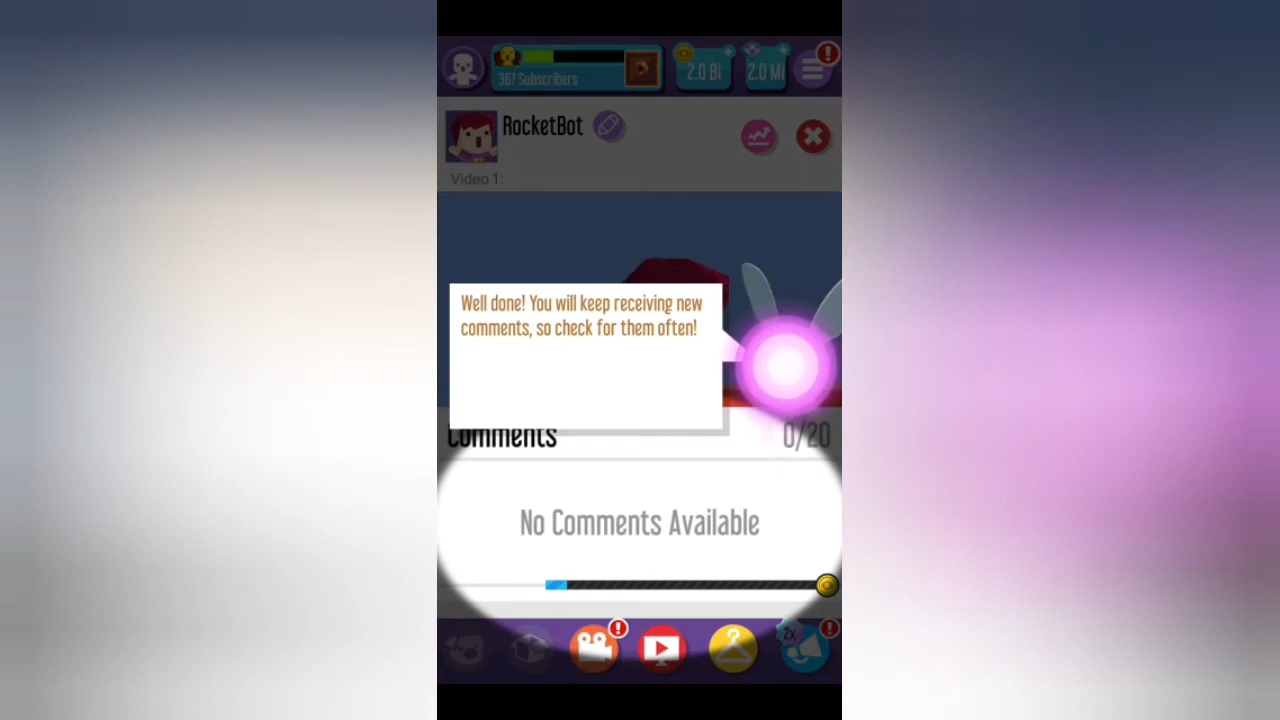 367 Subscribers
2.0 Bi
2.0 Mi
RocketBot
Video 1:
Well done! You will keep receiving new
comments, so check for them often!
Comments
0/20
No Comments Available
2x